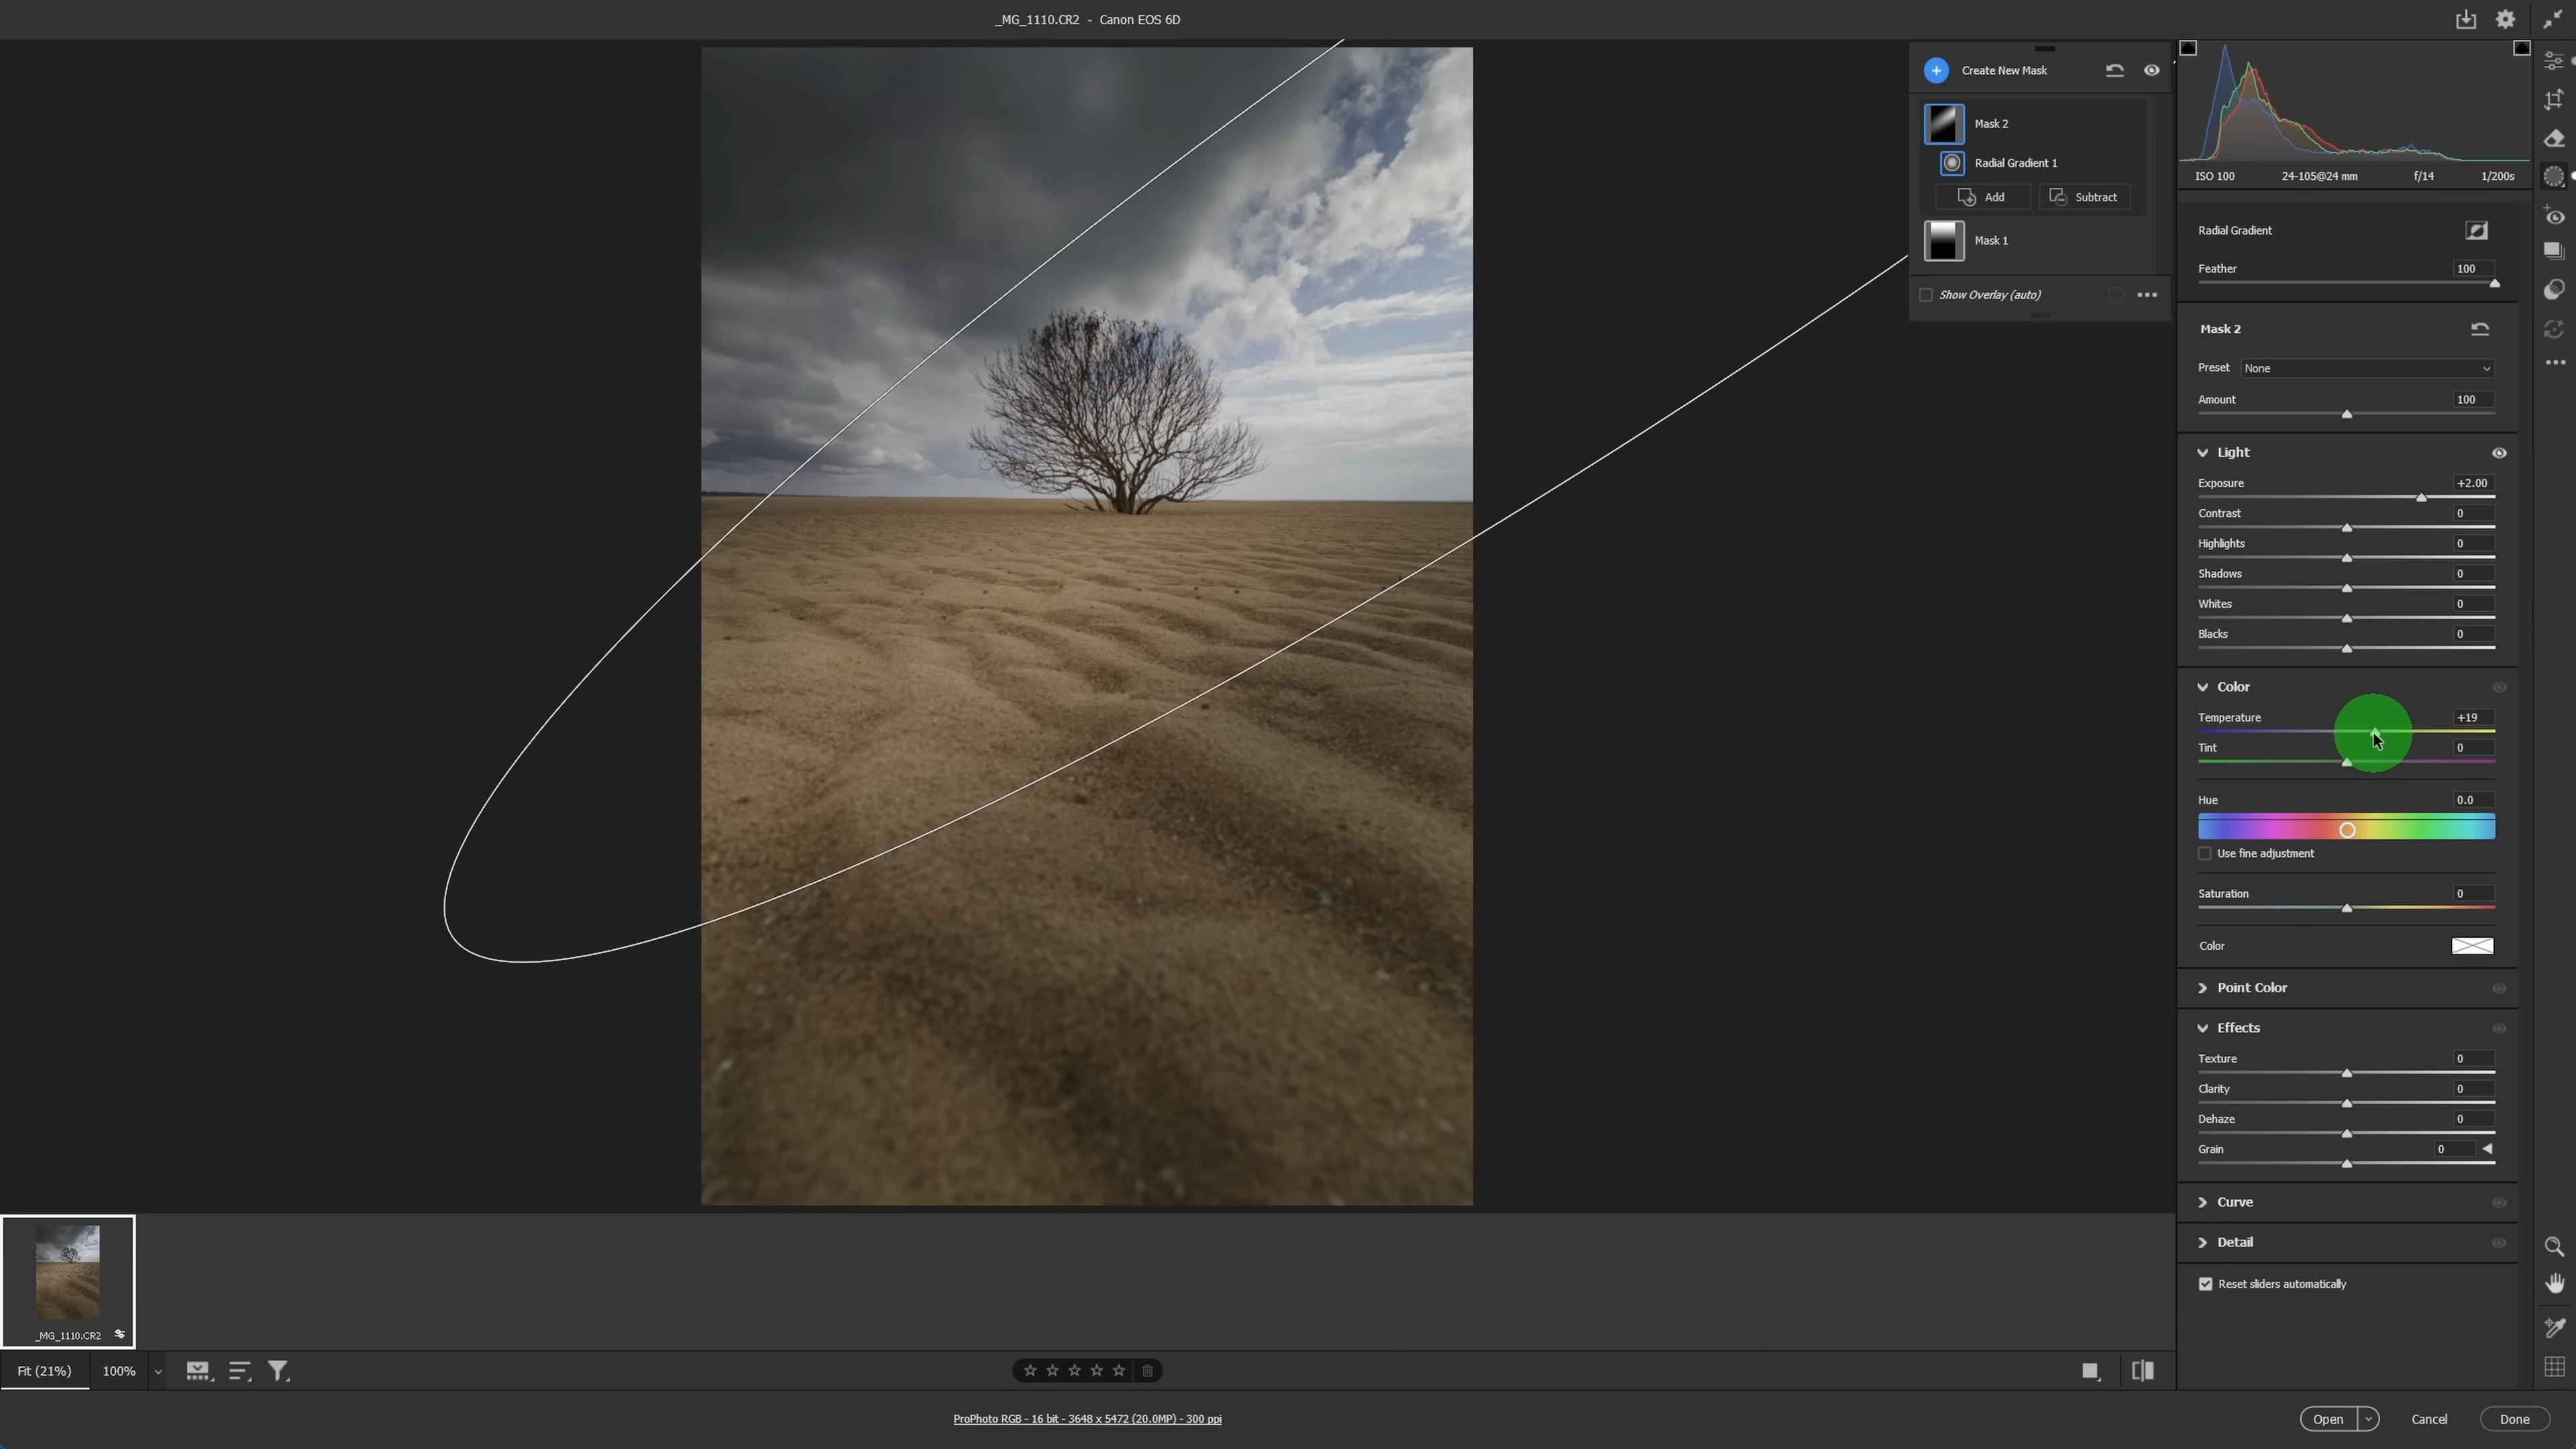 _MG_1110.CR2 - Canon EOS 6D
Create New Mask
Mask 2
Radial Gradient 1
Add Subtract
Mask 1
Show Overlay (auto)
ISO 100 24-105@24 mm f/14 1/200s
Radial Gradient
Feather 100
Mask 2
Preset None
Amount 100
Light
Exposure +2.00
Contrast 0
Highlights 0
Shadows 0
Whites 0
Blacks 0
Color
Temperature +19
Tint 0
Hue 0.0
Use fine adjustment
Saturation 0
Color
Point Color
Effects
Texture 0
Clarity 0
Dehaze 0
Grain 0
Curve
Detail
Reset sliders automatically
_MG_1110.CR2
Fit (21%) 100%
ProPhoto RGB - 16 bit - 3648 x 5472 (20.0MP) - 300 ppi
Open Cancel Done